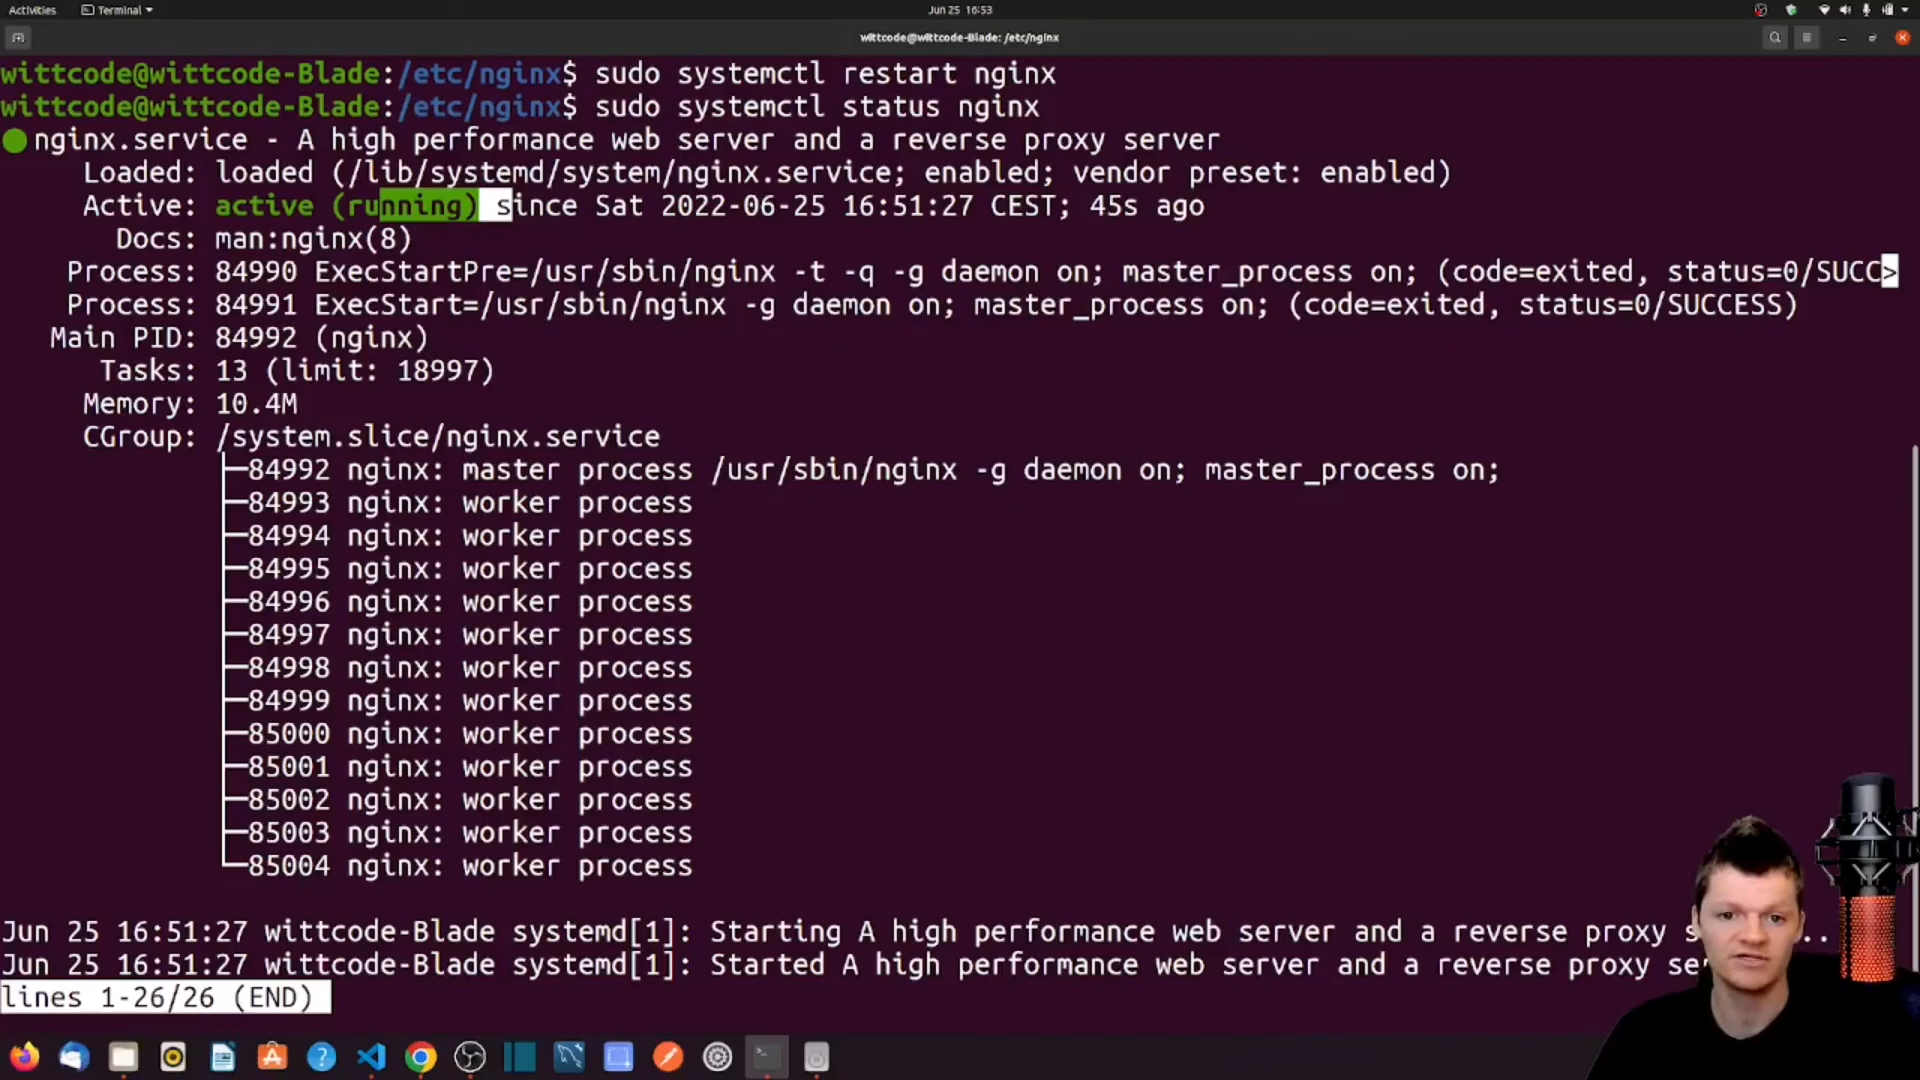 Activities Terminal Jun 25 16:53
wittcode@wittcode-Blade: /etc/nginx
wittcode@wittcode-Blade:/etc/nginx$ sudo systemctl restart nginx
wittcode@wittcode-Blade:/etc/nginx$ sudo systemctl status nginx
nginx.service - A high performance web server and a reverse proxy server
Loaded: loaded (/lib/systemd/system/nginx.service; enabled; vendor preset: enabled)
Active: active (running) since Sat 2022-06-25 16:51:27 CEST; 45s ago
Docs: man:nginx(8)
Process: 84990 ExecStartPre=/usr/sbin/nginx -t -q -g daemon on; master_process on; (code=exited, status=0/SUCC>
Process: 84991 ExecStart=/usr/sbin/nginx -g daemon on; master_process on; (code=exited, status=0/SUCCESS)
Main PID: 84992 (nginx)
Tasks: 13 (limit: 18997)
Memory: 10.4M
CGroup: /system.slice/nginx.service
├─84992 nginx: master process /usr/sbin/nginx -g daemon on; master_process on;
├─84993 nginx: worker process
├─84994 nginx: worker process
├─84995 nginx: worker process
├─84996 nginx: worker process
├─84997 nginx: worker process
├─84998 nginx: worker process
├─84999 nginx: worker process
├─85000 nginx: worker process
├─85001 nginx: worker process
├─85002 nginx: worker process
├─85003 nginx: worker process
└─85004 nginx: worker process
Jun 25 16:51:27 wittcode-Blade systemd[1]: Starting A high performance web server and a reverse proxy s...
Jun 25 16:51:27 wittcode-Blade systemd[1]: Started A high performance web server and a reverse proxy se
lines 1-26/26 (END)